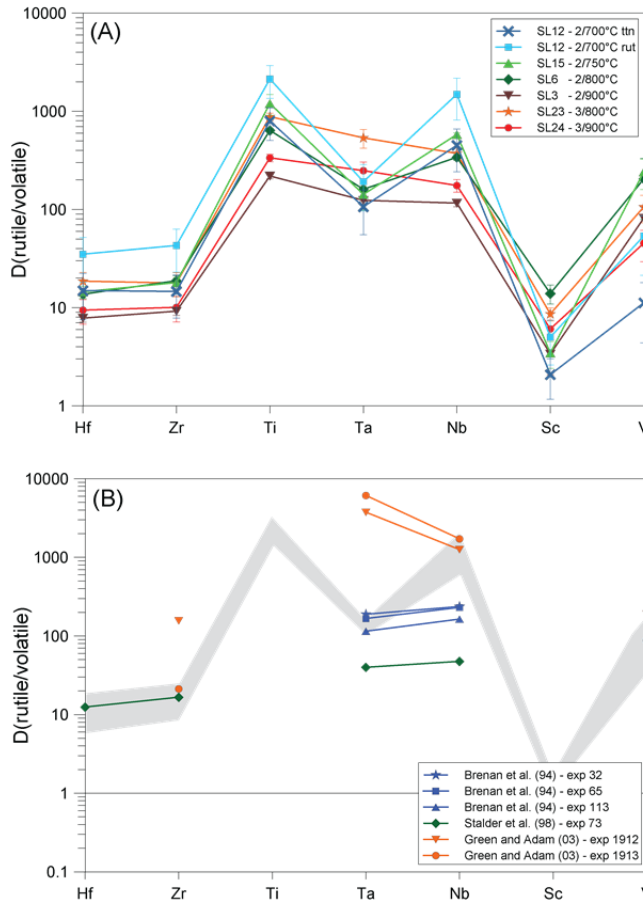 (A)
SL12 - 2/700°C ttn
SL12 - 2/700°C rut
SL15 - 2/750°C
SL6 - 2/800°C
SL3 - 2/900°C
SL23 - 3/800°C
SL24 - 3/900°C
10000
1000
100
10
1
D(rutile/volatile)
Hf Zr Ti Ta Nb Sc V
(B)
10000
1000
100
10
1
0.1
D(rutile/volatile)
Brenan et al. (94) - exp 32
Brenan et al. (94) - exp 65
Brenan et al. (94) - exp 113
Stalder et al. (98) - exp 73
Green and Adam (03) - exp 1912
Green and Adam (03) - exp 1913
Hf Zr Ti Ta Nb Sc V